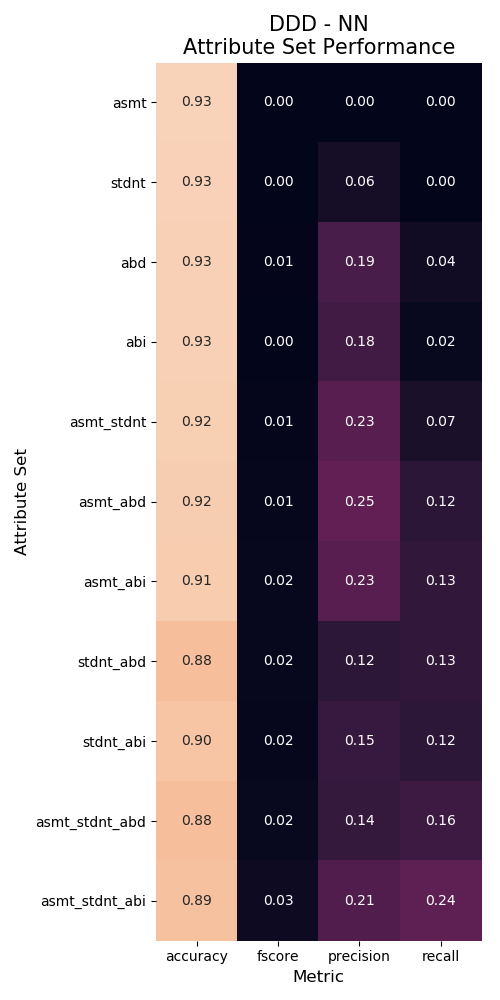 DDD - NN
Attribute Set Performance
asmt 0.93 0.00 0.00 0.00
stdnt 0.93 0.00 0.06 0.00
abd 0.93 0.01 0.19 0.04
abi 0.93 0.00 0.18 0.02
asmt_stdnt 0.92 0.01 0.23 0.07
asmt_abd 0.92 0.01 0.25 0.12
asmt_abi 0.91 0.02 0.23 0.13
stdnt_abd 0.88 0.02 0.12 0.13
stdnt_abi 0.90 0.02 0.15 0.12
asmt_stdnt_abd 0.88 0.02 0.14 0.16
asmt_stdnt_abi 0.89 0.03 0.21 0.24
accuracy fscore precision recall
Metric
Attribute Set